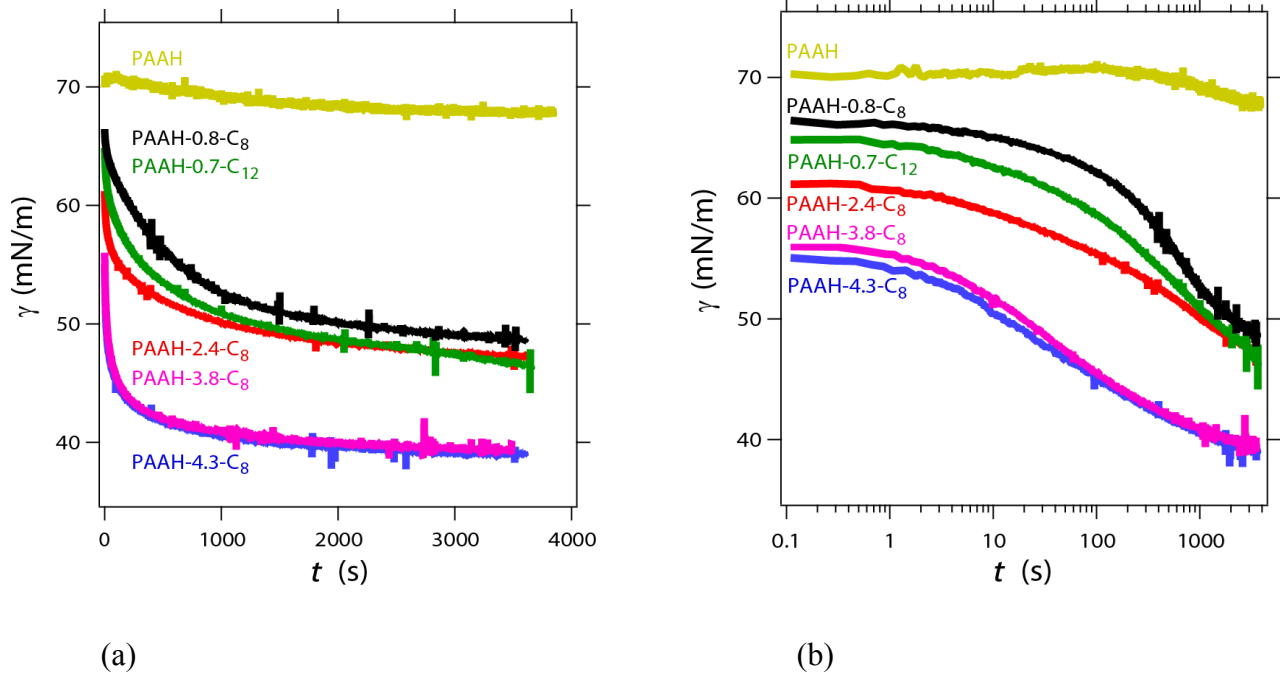 PAAH
PAAH-0.8-C8
PAAH-0.7-C12
PAAH-2.4-C8
PAAH-3.8-C8
PAAH-4.3-C8
70
60
50
40
γ (mN/m)
0 1000 2000 3000 4000
t (s)
(a)
PAAH
PAAH-0.8-C8
PAAH-0.7-C12
PAAH-2.4-C8
PAAH-3.8-C8
PAAH-4.3-C8
70
60
50
40
γ (mN/m)
0.1 1 10 100 1000
t (s)
(b)